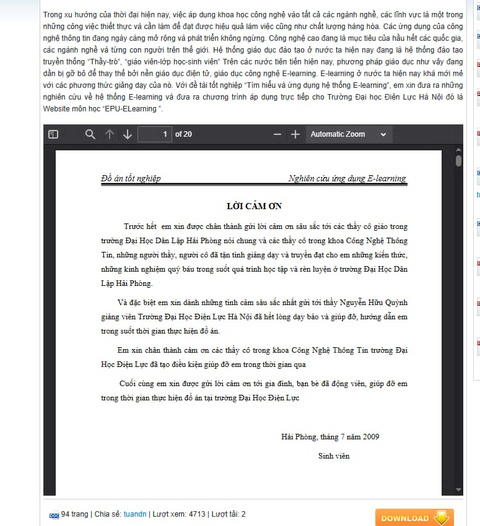 Trong xu hướng của thời đại hiện nay, việc áp dụng khoa học công nghệ vào tất cả các ngành nghề, các lĩnh vực là một trong
những công việc thiết thực và cần làm để đạt được hiệu quả làm việc cũng như chất lượng hàng hóa. Các ứng dụng của công
nghệ thông tin đang ngày càng mở rộng và phát triển không ngừng. Công nghệ cao đang là mục tiêu của hầu hết các quốc gia,
các ngành nghề và từng con người trên thế giới. Hệ thống giáo dục đào tạo ở nước ta hiện nay đang là hệ thống đào tạo
truyền thống "Thầy–trò", "giáo viên-lớp học-sinh viên" Trên các nước tiên tiến hiện nay, phương pháp giáo dục như vậy đang
dần bị gỡ bỏ để thay thế bởi nền giáo dục điện tử, giáo dục công nghệ E-learning. E-learning ở nước ta hiện nay khá mới mẻ
với các phương thức giảng dạy của nó. Với đề tài tốt nghiệp "Tìm hiểu và ứng dụng hệ thống E-learning", em xin đưa ra những
nghiên cứu về hệ thống E-learning và đưa ra chương trình áp dụng trực tiếp cho Trường Đại học Điện Lực Hà Nội đó là
Website môn học "EPU-ELearning ".
1 of 20 Automatic Zoom
Đồ án tốt nghiệp Nghiên cứu ứng dụng E-learning
LỜI CẢM ƠN
Trước hết em xin được chân thành gửi lời cảm ơn sâu sắc tới các thầy cô giáo trong
trường Đại Học Dân Lập Hải Phòng nói chung và các thầy cô trong khoa Công Nghệ Thông
Tin, những người thầy, người cô đã tận tình giảng dạy và truyền đạt cho em những kiến thức,
những kinh nghiệm quý báu trong suốt quá trình học tập và rèn luyện ở trường Đại Học Dân
Lập Hải Phòng.
Và đặc biệt em xin dành những tình cảm sâu sắc nhất gửi tới thầy Nguyễn Hữu Quỳnh
giảng viên Trường Đại Học Điện Lực Hà Nội đã hết lòng dạy bảo và giúp đỡ, hướng dẫn em
trong suốt thời gian thực hiện đồ án.
Em xin chân thành cảm ơn các thầy cô trong khoa Công Nghệ Thông Tin trường Đại
Học Điện Lực đã tạo điều kiện giúp đỡ em trong thời gian qua
Cuối cùng em xin được gửi lời cảm ơn tới gia đình, bạn bè đã động viên, giúp đỡ em
trong thời gian thực hiện đồ án tại trường Đại Học Điện Lực
Hải Phòng, tháng 7 năm 2009
Sinh viên
94 trang | Chia sẻ: tuandn | Lượt xem: 4713 | Lượt tải: 2
DOWNLOAD